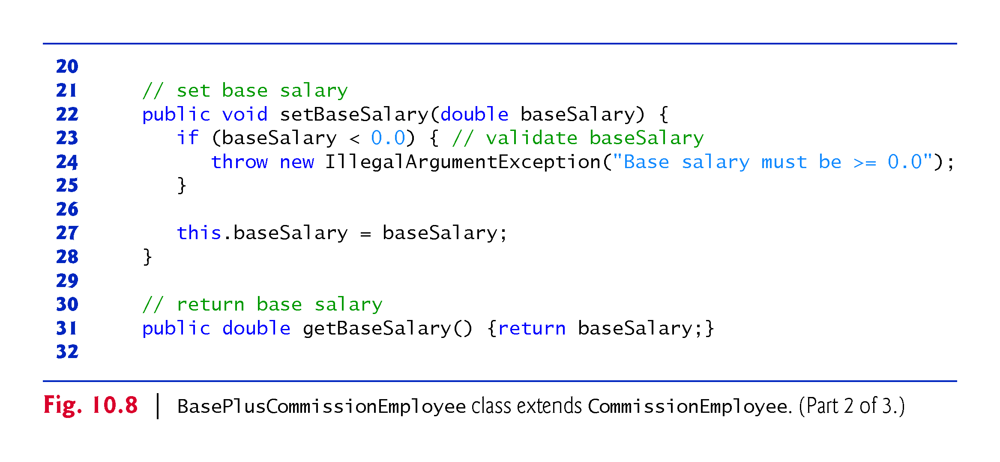 20
21 // set base salary
22 public void setBaseSalary(double baseSalary) {
23 if (baseSalary < 0.0) { // validate baseSalary
24 throw new IllegalArgumentException("Base salary must be >= 0.0");
25 }
26
27 this.baseSalary = baseSalary;
28 }
29
30 // return base salary
31 public double getBaseSalary() {return baseSalary;}
32
Fig. 10.8 | BasePlusCommissionEmployee class extends CommissionEmployee. (Part 2 of 3.)